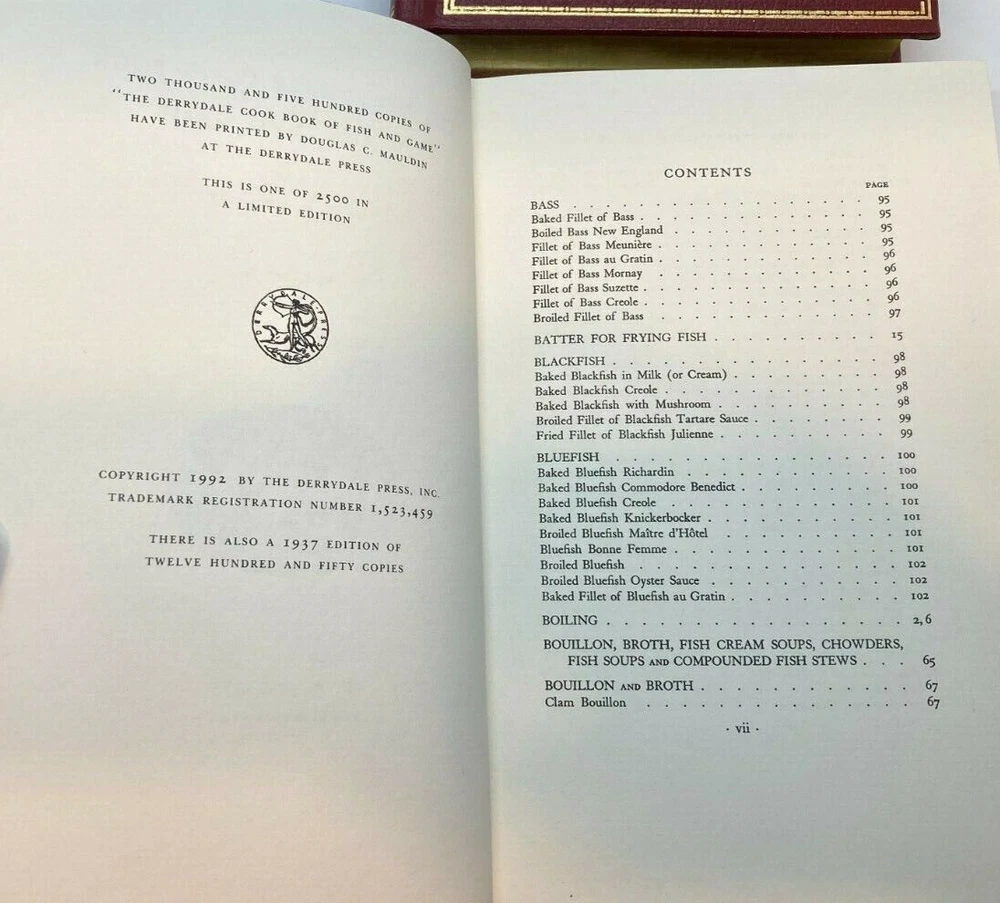 TWO THOUSAND AND FIVE HUNDRED COPIES OF
"THE DERRYDALE COOK BOOK OF FISH AND GAME"
HAVE BEEN PRINTED BY DOUGLAS C. MAULDIN
AT THE DERRYDALE PRESS
THIS IS ONE OF 2500 IN
A LIMITED EDITION
DERRYDALE·PRESS
COPYRIGHT 1992 BY THE DERRYDALE PRESS, INC.
TRADEMARK REGISTRATION NUMBER 1,523,459
THERE IS ALSO A 1937 EDITION OF
TWELVE HUNDRED AND FIFTY COPIES
CONTENTS
PAGE
BASS . . . . . . . . . . . . . . . . 95
Baked Fillet of Bass . . . . . . . . . . . . 95
Boiled Bass New England . . . . . . . . . . . 95
Fillet of Bass Meunière . . . . . . . . . . . 95
Fillet of Bass au Gratin . . . . . . . . . . . 96
Fillet of Bass Mornay . . . . . . . . . . . 96
Fillet of Bass Suzette . . . . . . . . . . . . 96
Fillet of Bass Creole . . . . . . . . . . . . 96
Broiled Fillet of Bass . . . . . . . . . . . 97
BATTER FOR FRYING FISH . . . . . . . . . . 15
BLACKFISH . . . . . . . . . . . . . . 98
Baked Blackfish in Milk (or Cream) . . . . . . . . 98
Baked Blackfish Creole . . . . . . . . . . . . 98
Baked Blackfish with Mushroom . . . . . . . . . 98
Broiled Fillet of Blackfish Tartare Sauce . . . . . . . 99
Fried Fillet of Blackfish Julienne . . . . . . . . . 99
BLUEFISH . . . . . . . . . . . . . . 100
Baked Bluefish Richardin . . . . . . . . . . . 100
Baked Bluefish Commodore Benedict . . . . . . . . 100
Baked Bluefish Creole . . . . . . . . . . . 101
Baked Bluefish Knickerbocker . . . . . . . . . . 101
Broiled Bluefish Maître d'Hôtel . . . . . . . . . 101
Bluefish Bonne Femme . . . . . . . . . . . . 101
Broiled Bluefish . . . . . . . . . . . . . 102
Broiled Bluefish Oyster Sauce . . . . . . . . . . 102
Baked Fillet of Bluefish au Gratin . . . . . . . . . 102
BOILING . . . . . . . . . . . . . . . 2,6
BOUILLON, BROTH, FISH CREAM SOUPS, CHOWDERS,
FISH SOUPS AND COMPOUNDED FISH STEWS . . . 65
BOUILLON AND BROTH . . . . . . . . . . . 67
Clam Bouillon . . . . . . . . . . . . . 67
· vii ·